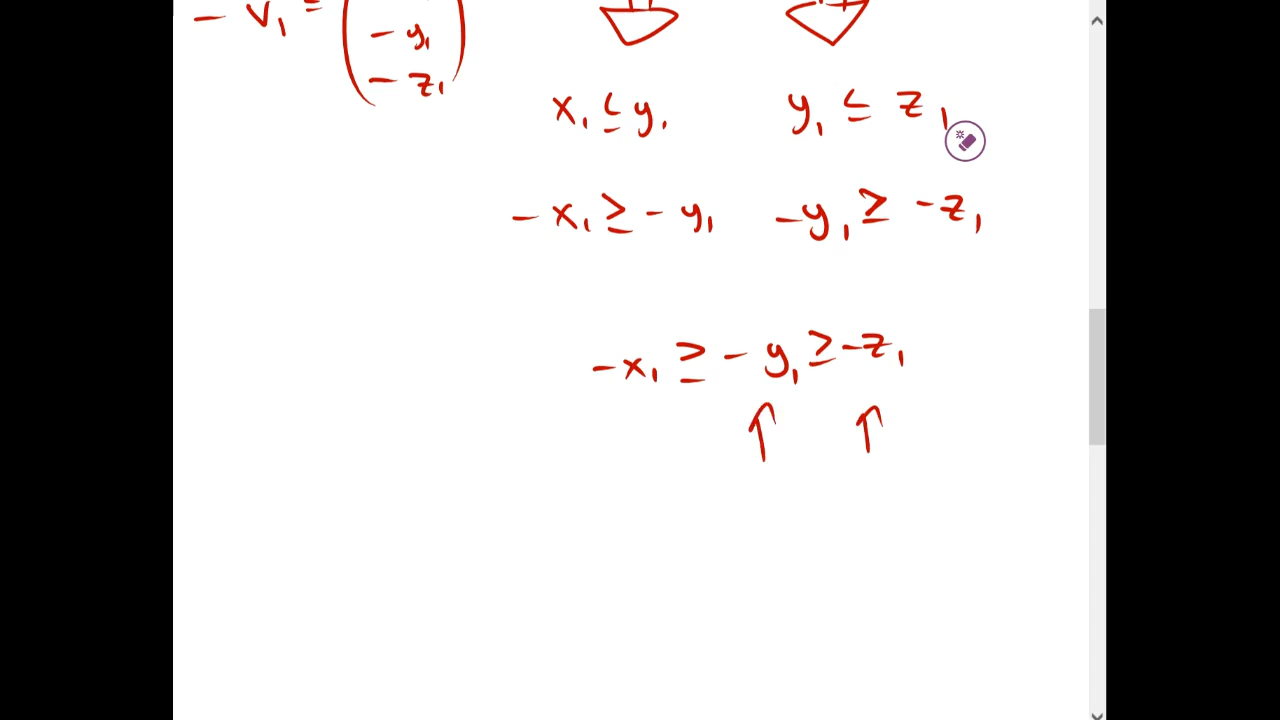 - v₁ =
- y₁
- z₁
x₁ ≤ y₁ y₁ ≤ z₁
- x₁ ≥ - y₁ - y₁ ≥ - z₁
- x₁ ≥ - y₁ ≥ - z₁
↑ ↑